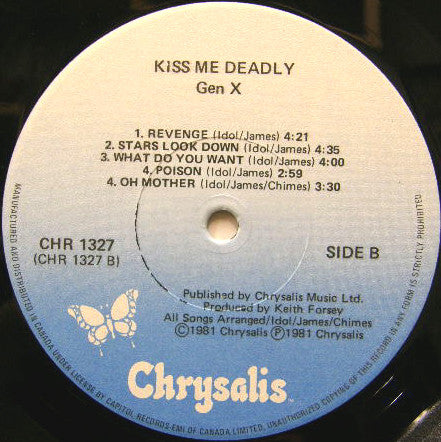 KISS ME DEADLY
Gen X
1. REVENGE (Idol/James) 4:21
2. STARS LOOK DOWN (Idol/James) 4:35
3. WHAT DO YOU WANT (Idol/James) 4:00
4. POISON (Idol/James) 2:59
4. OH MOTHER (Idol/James/Chimes) 3:30
CHR 1327
(CHR 1327 B)
SIDE B
Published by Chrysalis Music Ltd.
Produced by Keith Forsey
All Songs Arranged/Idol/James/Chimes
Ⓒ1981 Chrysalis Ⓟ1981 Chrysalis
Chrysalis
MANUFACTURED AND DISTRIBUTED IN CANADA UNDER LICENSE BY CAPITOL RECORDS-EMI OF CANADA LIMITED. UNAUTHORIZED COPYING OF THIS RECORD IN ANY FORM IS STRICTLY PROHIBITED